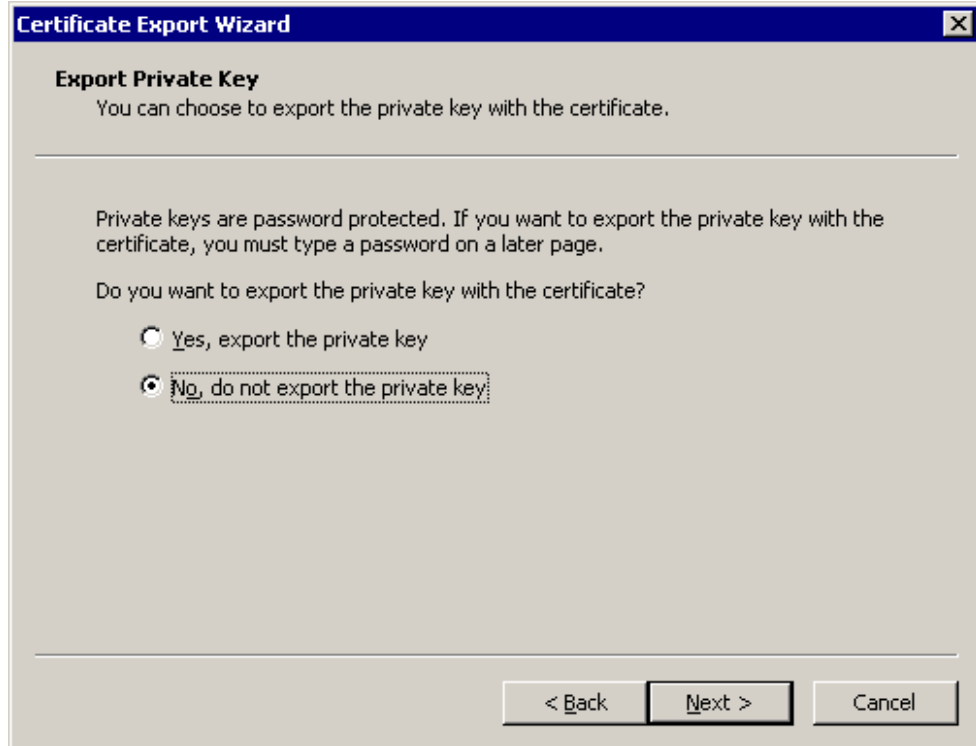 Certificate Export Wizard
Export Private Key
You can choose to export the private key with the certificate.
Private keys are password protected. If you want to export the private key with the
certificate, you must type a password on a later page.
Do you want to export the private key with the certificate?
Yes, export the private key
No, do not export the private key
< Back Next > Cancel